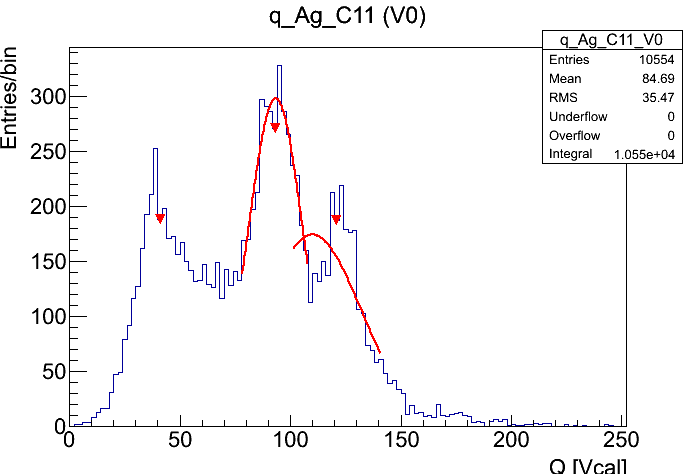 q_Ag_C11 (V0)
q_Ag_C11_V0
Entries 10554
Mean 84.69
RMS 35.47
Underflow 0
Overflow 0
Integral 1.055e+04
Entries/bin
300
250
200
150
100
50
0
0 50 100 150 200 250
Q [Vcal]